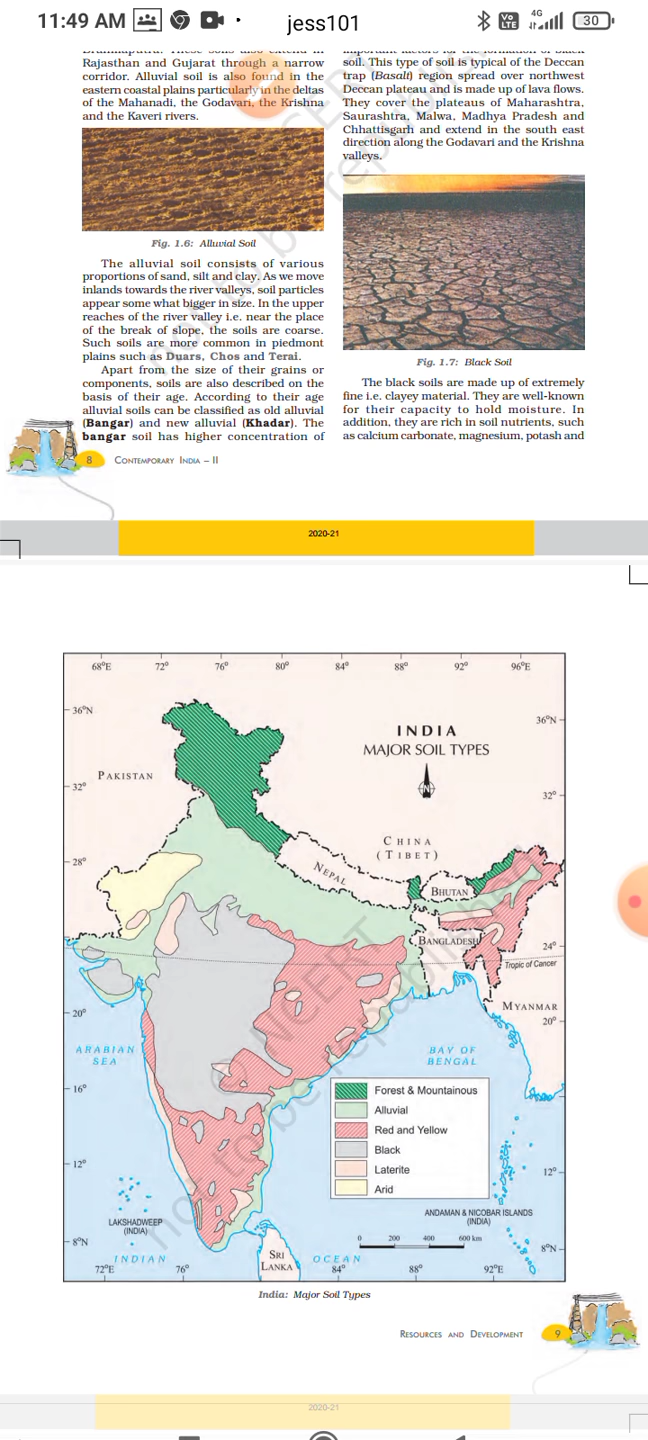 11:49 AM
jess101
Vo
LTE
4G
30
Rajasthan and Gujarat through a narrow
corridor. Alluvial soil is also found in the
eastern coastal plains particularly in the deltas
of the Mahanadi, the Godavari, the Krishna
and the Kaveri rivers.
Fig. 1.6: Alluvial Soil
The alluvial soil consists of various
proportions of sand, silt and clay. As we move
inlands towards the river valleys, soil particles
appear some what bigger in size. In the upper
reaches of the river valley i.e. near the place
of the break of slope, the soils are coarse.
Such soils are more common in piedmont
plains such as Duars, Chos and Terai.
Apart from the size of their grains or
components, soils are also described on the
basis of their age. According to their age
alluvial soils can be classified as old alluvial
(Bangar) and new alluvial (Khadar). The
bangar soil has higher concentration of
important factors for the formation of black
soil. This type of soil is typical of the Deccan
trap (Basalt) region spread over northwest
Deccan plateau and is made up of lava flows.
They cover the plateaus of Maharashtra,
Saurashtra, Malwa, Madhya Pradesh and
Chhattisgarh and extend in the south east
direction along the Godavari and the Krishna
valleys.
Fig. 1.7: Black Soil
The black soils are made up of extremely
fine i.e. clayey material. They are well-known
for their capacity to hold moisture. In
addition, they are rich in soil nutrients, such
as calcium carbonate, magnesium, potash and
8 Contemporary India – II
2020-21
68°E 72° 76° 80° 84° 88° 92° 96°E
36°N
36°N
INDIA
MAJOR SOIL TYPES
N
PAKISTAN
32°
32°
CHINA
(TIBET)
28°
NEPAL
BHUTAN
BANGLADESH
24°
Tropic of Cancer
MYANMAR
20°
20°
ARABIAN
SEA
BAY OF
BENGAL
16°
Forest & Mountainous
Alluvial
Red and Yellow
Black
Laterite
Arid
12°
12°
LAKSHADWEEP
(INDIA)
ANDAMAN & NICOBAR ISLANDS
(INDIA)
0 200 400 600 km
8°N
8°N
INDIAN OCEAN
SRI
LANKA
72°E 76° 84° 88° 92°E
India: Major Soil Types
Resources and Development 9
2020-21
© NCERT
not to be republished